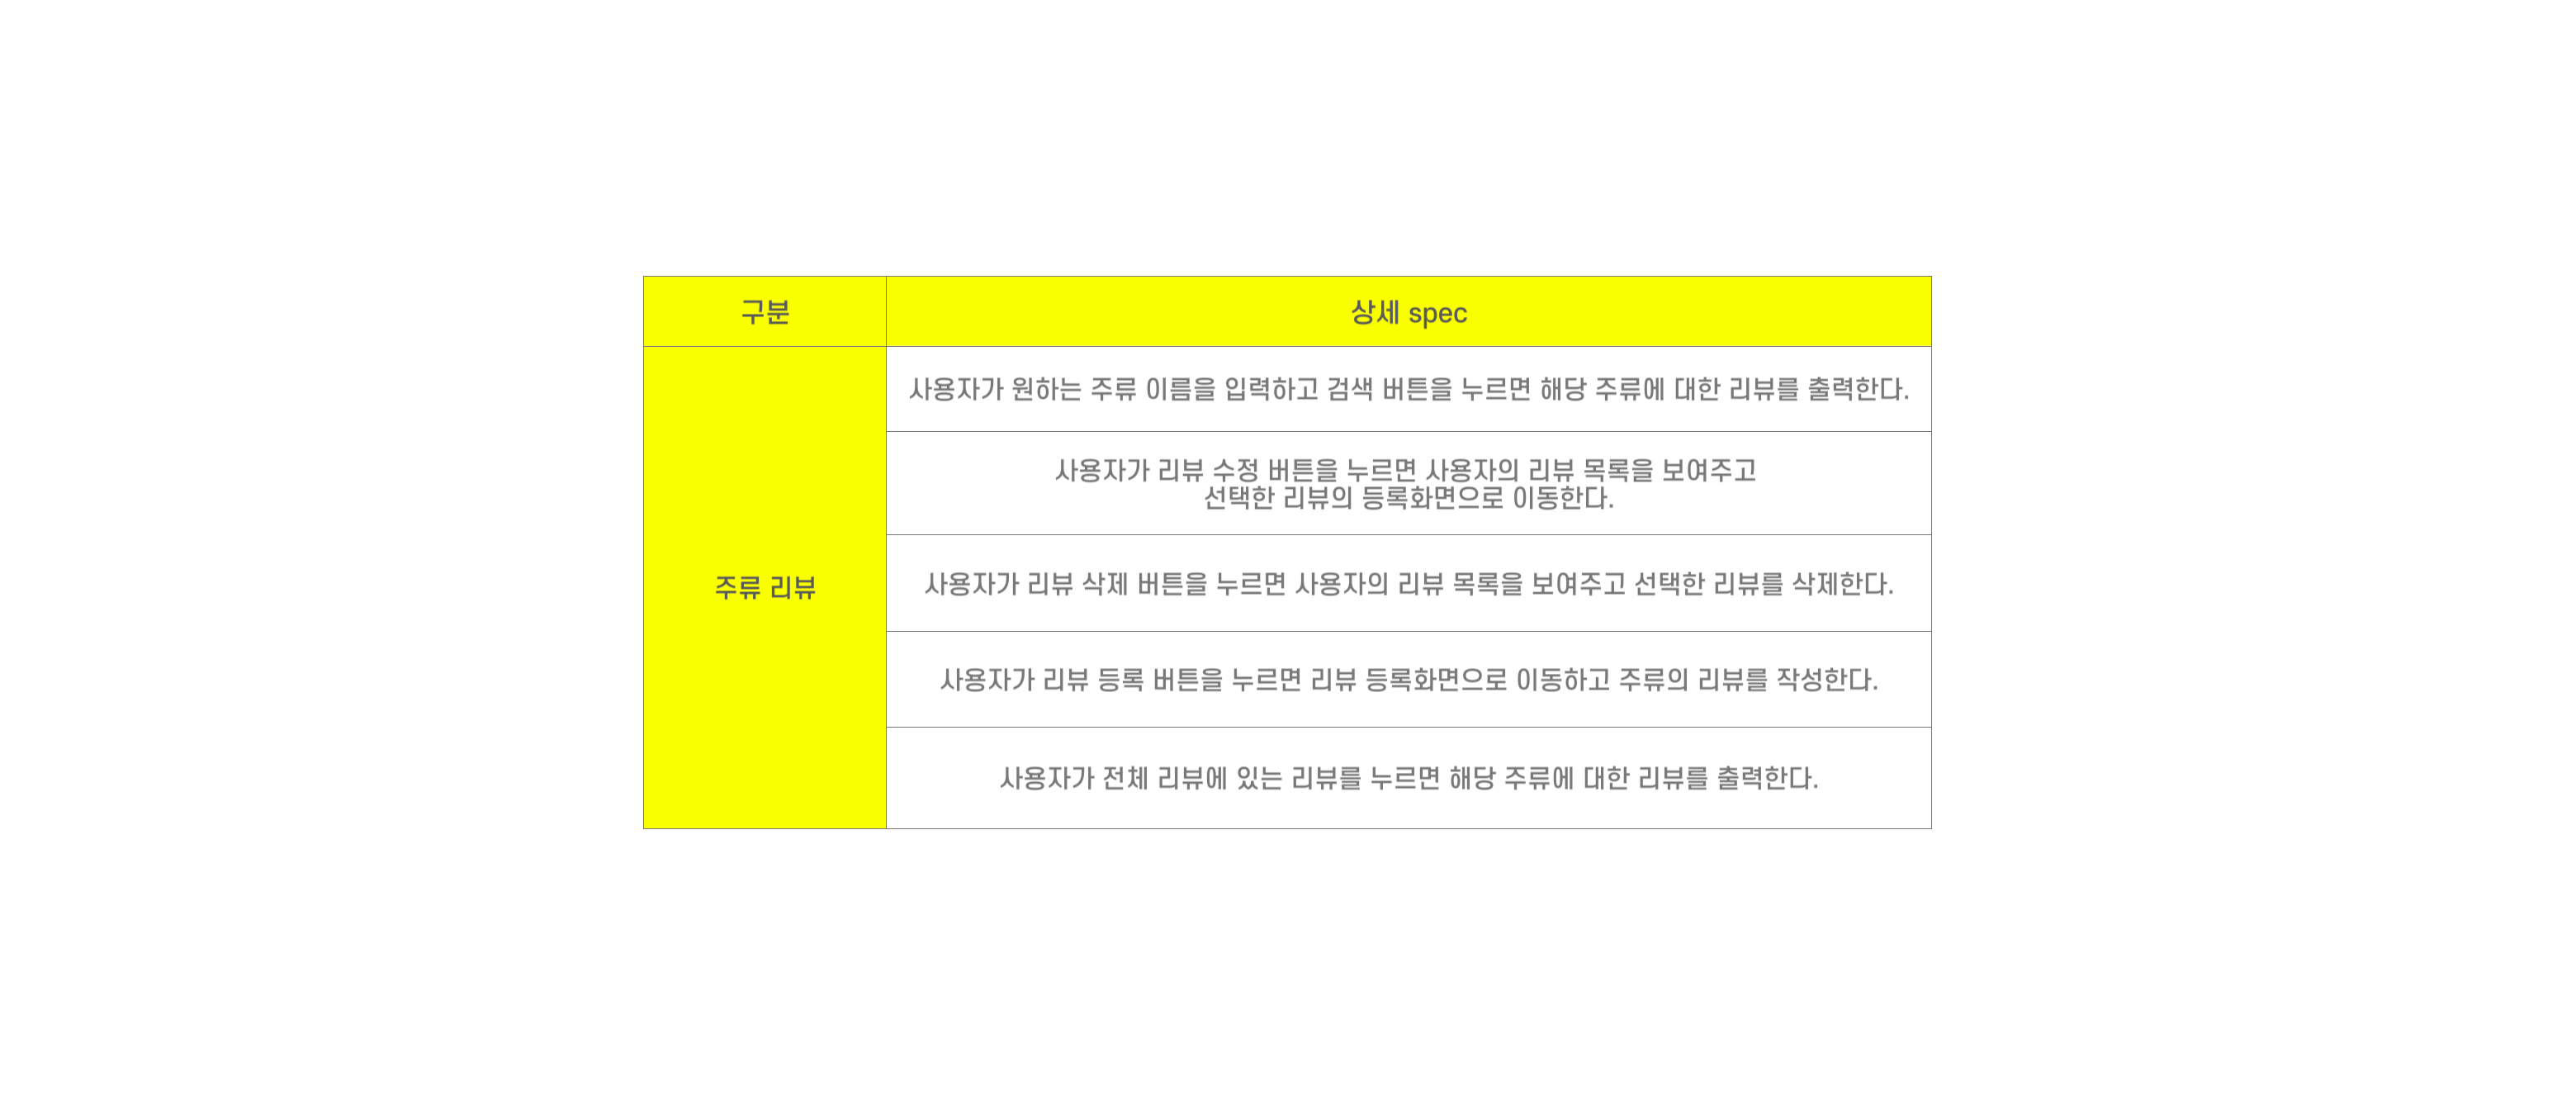 구분
상세 spec
주류 리뷰
사용자가 원하는 주류 이름을 입력하고 검색 버튼을 누르면 해당 주류에 대한 리뷰를 출력한다.
사용자가 리뷰 수정 버튼을 누르면 사용자의 리뷰 목록을 보여주고
선택한 리뷰의 등록화면으로 이동한다.
사용자가 리뷰 삭제 버튼을 누르면 사용자의 리뷰 목록을 보여주고 선택한 리뷰를 삭제한다.
사용자가 리뷰 등록 버튼을 누르면 리뷰 등록화면으로 이동하고 주류의 리뷰를 작성한다.
사용자가 전체 리뷰에 있는 리뷰를 누르면 해당 주류에 대한 리뷰를 출력한다.